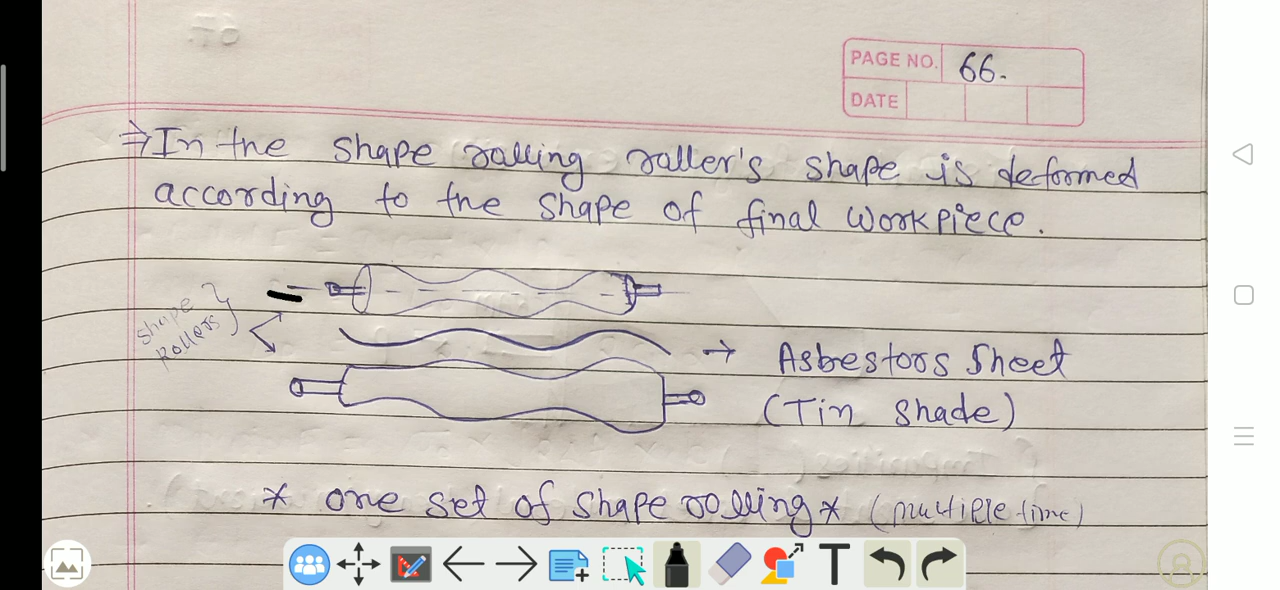 PAGE NO. 66.
DATE
⇒ In the shape rolling roller's shape is deformed
according to the shape of final workpiece.
Shape
Rollers
→ Asbestors Sheet
(Tin Shade)
* one set of shape rolling * (multiple time)
T